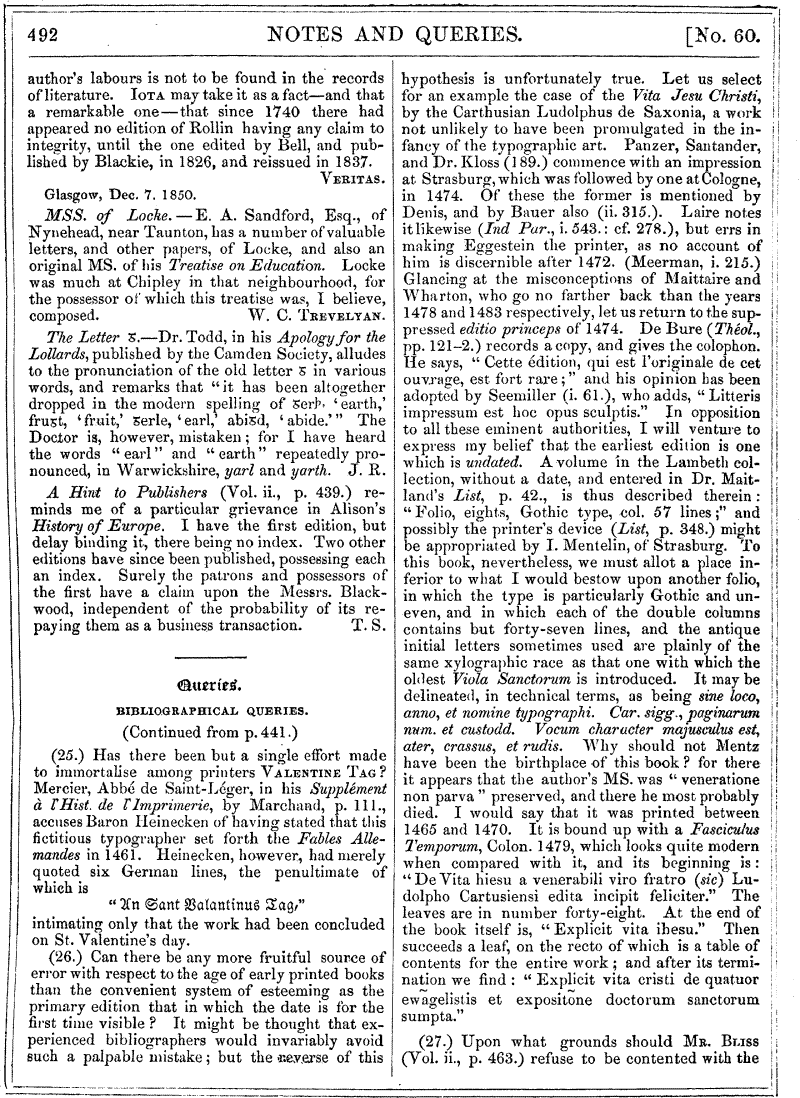 492 NOTES AND QUERIES. [No. 60.
author's labours is not to be found in the records
of literature. IOTA may take it as a fact—and that
a remarkable one—that since 1740 there had
appeared no edition of Rollin having any claim to
integrity, until the one edited by Bell, and pub-
lished by Blackie, in 1826, and reissued in 1837.
VERITAS.
Glasgow, Dec. 7. 1850.
MSS. of Locke.—E. A. Sandford, Esq., of
Nynehead, near Taunton, has a number of valuable
letters, and other papers, of Locke, and also an
original MS. of his Treatise on Education. Locke
was much at Chipley in that neighbourhood, for
the possessor of which this treatise was, I believe,
composed. W. C. TREVELYAN.
The Letter ᵹ.—Dr. Todd, in his Apology for the
Lollards, published by the Camden Society, alludes
to the pronunciation of the old letter ᵹ in various
words, and remarks that "it has been altogether
dropped in the modern spelling of ᵹerþ, 'earth,'
fruᵹt, 'fruit,' ᵹerle, 'earl,' abiᵹd, 'abide.'" The
Doctor is, however, mistaken; for I have heard
the words "earl" and "earth" repeatedly pro-
nounced, in Warwickshire, yarl and yarth. J. R.
A Hint to Publishers (Vol. ii., p. 439.) re-
minds me of a particular grievance in Alison's
History of Europe. I have the first edition, but
delay binding it, there being no index. Two other
editions have since been published, possessing each
an index. Surely the patrons and possessors of
the first have a claim upon the Messrs. Black-
wood, independent of the probability of its re-
paying them as a business transaction. T. S.
Queries.
BIBLIOGRAPHICAL QUERIES.
(Continued from p. 441.)
(25.) Has there been but a single effort made
to immortalise among printers VALENTINE TAG?
Mercier, Abbé de Saint-Léger, in his Supplément
à l'Hist. de l'Imprimerie, by Marchand, p. 111.,
accuses Baron Heinecken of having stated that this
fictitious typographer set forth the Fables Alle-
mandes in 1461. Heinecken, however, had merely
quoted six German lines, the penultimate of
which is
"An Sant Valantinus Tag,"
intimating only that the work had been concluded
on St. Valentine's day.
(26.) Can there be any more fruitful source of
error with respect to the age of early printed books
than the convenient system of esteeming as the
primary edition that in which the date is for the
first time visible? It might be thought that ex-
perienced bibliographers would invariably avoid
such a palpable mistake; but the reverse of this
hypothesis is unfortunately true. Let us select
for an example the case of the Vita Jesu Christi,
by the Carthusian Ludolphus de Saxonia, a work
not unlikely to have been promulgated in the in-
fancy of the typographic art. Panzer, Santander,
and Dr. Kloss (189.) commence with an impression
at Strasburg, which was followed by one at Cologne,
in 1474. Of these the former is mentioned by
Denis, and by Bauer also (ii. 315.). Laire notes
it likewise (Ind Par., i. 543.: cf. 278.), but errs in
making Eggestein the printer, as no account of
him is discernible after 1472. (Meerman, i. 215.)
Glancing at the misconceptions of Maittaire and
Wharton, who go no farther back than the years
1478 and 1483 respectively, let us return to the sup-
pressed editio princeps of 1474. De Bure (Théol.,
pp. 121-2.) records a copy, and gives the colophon.
He says, "Cette édition, qui est l'originale de cet
ouvrage, est fort rare;" and his opinion has been
adopted by Seemiller (i. 61.), who adds, "Litteris
impressum est hoc opus sculptis." In opposition
to all these eminent authorities, I will venture to
express my belief that the earliest edition is one
which is undated. A volume in the Lambeth col-
lection, without a date, and entered in Dr. Mait-
land's List, p. 42., is thus described therein:
"Folio, eights, Gothic type, col. 57 lines;" and
possibly the printer's device (List, p. 348.) might
be appropriated by I. Mentelin, of Strasburg. To
this book, nevertheless, we must allot a place in-
ferior to what I would bestow upon another folio,
in which the type is particularly Gothic and un-
even, and in which each of the double columns
contains but forty-seven lines, and the antique
initial letters sometimes used are plainly of the
same xylographic race as that one with which the
oldest Viola Sanctorum is introduced. It may be
delineated, in technical terms, as being sine loco,
anno, et nomine typographi. Car. sigg., paginarum
num. et custodd. Vocum character majusculus est,
ater, crassus, et rudis. Why should not Mentz
have been the birthplace of this book? for there
it appears that the author's MS. was "veneratione
non parva" preserved, and there he most probably
died. I would say that it was printed between
1465 and 1470. It is bound up with a Fasciculus
Temporum, Colon. 1479, which looks quite modern
when compared with it, and its beginning is:
"De Vita hiesu a venerabili viro fratro (sic) Lu-
dolpho Cartusiensi edita incipit feliciter." The
leaves are in number forty-eight. At the end of
the book itself is, "Explicit vita ihesu." Then
succeeds a leaf, on the recto of which is a table of
contents for the entire work; and after its termi-
nation we find: "Explicit vita cristi de quatuor
ewãgelistis et expositõne doctorum sanctorum
sumpta."
(27.) Upon what grounds should MR. BLISS
(Vol. ii., p. 463.) refuse to be contented with the